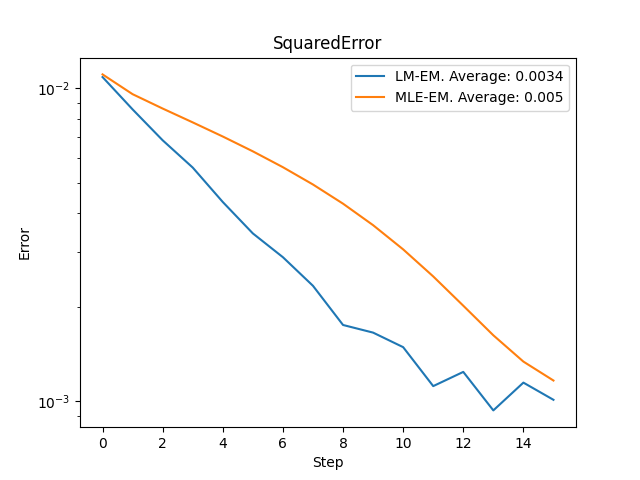 SquaredError
LM-EM. Average: 0.0034
MLE-EM. Average: 0.005
10⁻²
10⁻³
Error
0 2 4 6 8 10 12 14
Step